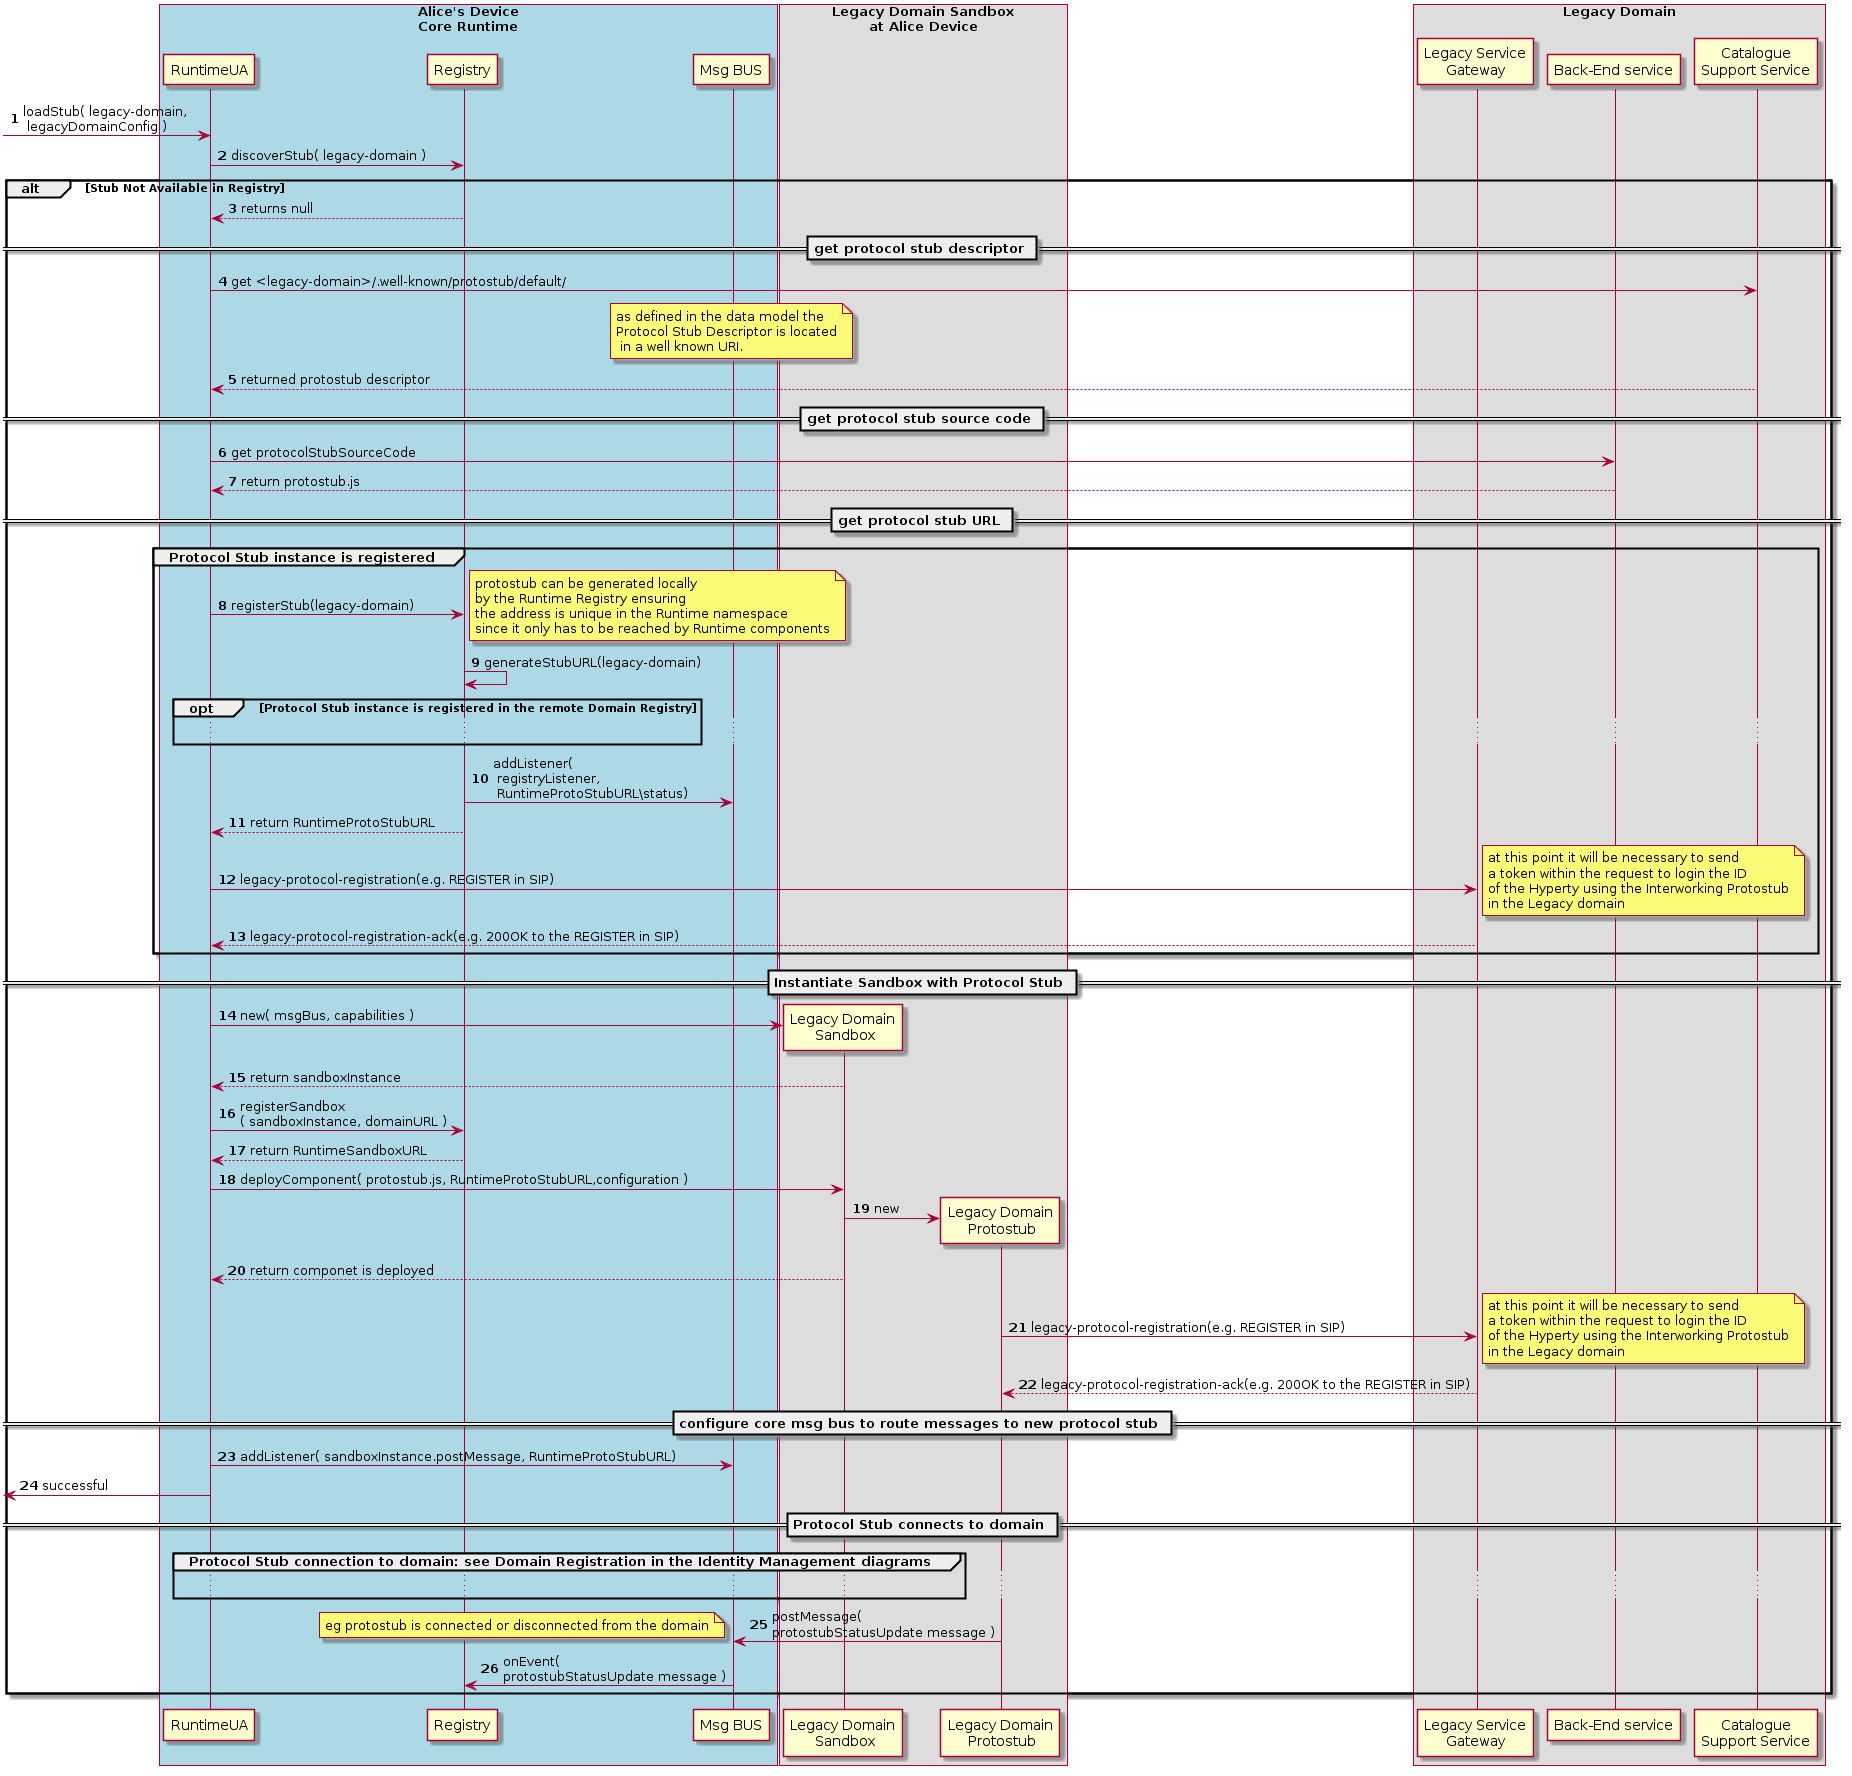 Alice's Device
Core Runtime
Legacy Domain Sandbox
at Alice Device
Legacy Domain
RuntimeUA
Registry
Msg BUS
Legacy Service
Gateway
Back-End service
Catalogue
Support Service
1 loadStub( legacy-domain,
legacyDomainConfig )
2 discoverStub( legacy-domain )
alt [Stub Not Available in Registry]
3 returns null
get protocol stub descriptor
4 get <legacy-domain>/.well-known/protostub/default/
as defined in the data model the
Protocol Stub Descriptor is located
in a well known URI.
5 returned protostub descriptor
get protocol stub source code
6 get protocolStubSourceCode
7 return protostub.js
get protocol stub URL
Protocol Stub instance is registered
protostub can be generated locally
by the Runtime Registry ensuring
the address is unique in the Runtime namespace
since it only has to be reached by Runtime components
8 registerStub(legacy-domain)
9 generateStubURL(legacy-domain)
opt [Protocol Stub instance is registered in the remote Domain Registry]
10 addListener(
registryListener,
RuntimeProtoStubURL\status)
11 return RuntimeProtoStubURL
12 legacy-protocol-registration(e.g. REGISTER in SIP)
at this point it will be necessary to send
a token within the request to login the ID
of the Hyperty using the Interworking Protostub
in the Legacy domain
13 legacy-protocol-registration-ack(e.g. 200OK to the REGISTER in SIP)
Instantiate Sandbox with Protocol Stub
14 new( msgBus, capabilities )
Legacy Domain
Sandbox
15 return sandboxInstance
16 registerSandbox
( sandboxInstance, domainURL )
17 return RuntimeSandboxURL
18 deployComponent( protostub.js, RuntimeProtoStubURL,configuration )
19 new
Legacy Domain
Protostub
20 return componet is deployed
21 legacy-protocol-registration(e.g. REGISTER in SIP)
at this point it will be necessary to send
a token within the request to login the ID
of the Hyperty using the Interworking Protostub
in the Legacy domain
22 legacy-protocol-registration-ack(e.g. 200OK to the REGISTER in SIP)
configure core msg bus to route messages to new protocol stub
23 addListener( sandboxInstance.postMessage, RuntimeProtoStubURL)
24 successful
Protocol Stub connects to domain
Protocol Stub connection to domain: see Domain Registration in the Identity Management diagrams
eg protostub is connected or disconnected from the domain
25 postMessage(
protostubStatusUpdate message )
26 onEvent(
protostubStatusUpdate message )
RuntimeUA
Registry
Msg BUS
Legacy Domain
Sandbox
Legacy Domain
Protostub
Legacy Service
Gateway
Back-End service
Catalogue
Support Service